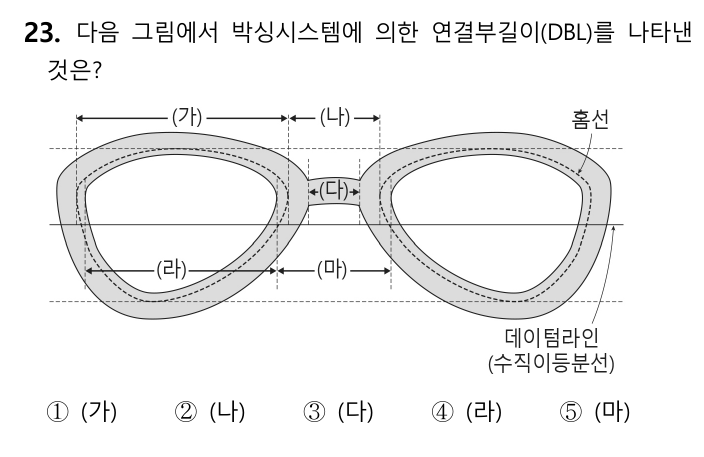 23. 다음 그림에서 박싱시스템에 의한 연결부길이(DBL)를 나타낸
것은?
(가) (나)
홈선
(다)
(라) (마)
데이텀라인
(수직이등분선)
① (가) ② (나) ③ (다) ④ (라) ⑤ (마)